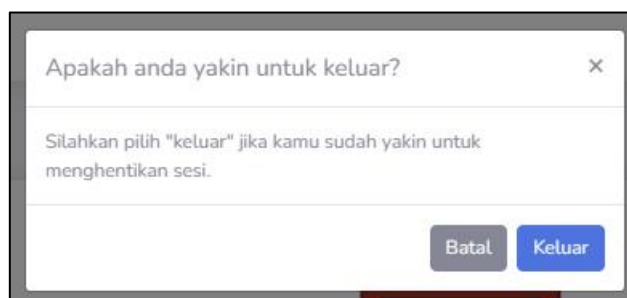 Apakah anda yakin untuk keluar?
×
Silahkan pilih "keluar" jika kamu sudah yakin untuk
menghentikan sesi.
Batal
Keluar